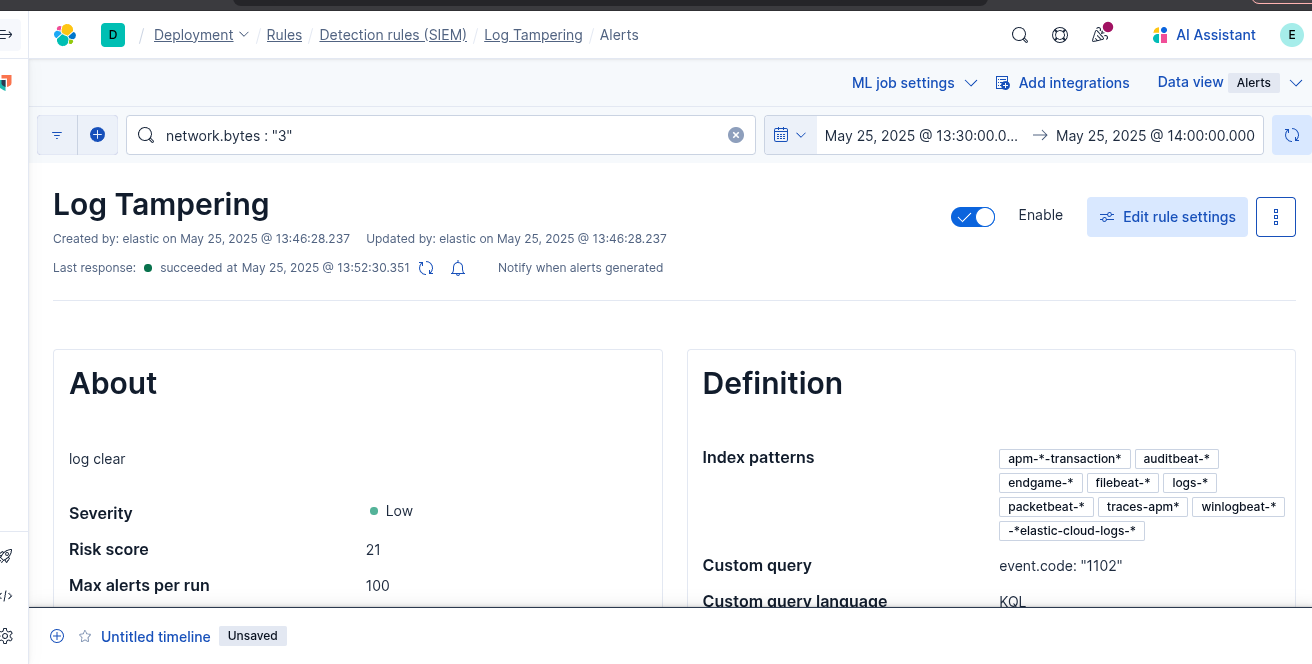 D / Deployment / Rules / Detection rules (SIEM) / Log Tampering / Alerts AI Assistant E
ML job settings Add integrations Data view Alerts
network.bytes : "3" May 25, 2025 @ 13:30:00.0... → May 25, 2025 @ 14:00:00.000
Log Tampering
Enable Edit rule settings
Created by: elastic on May 25, 2025 @ 13:46:28.237 Updated by: elastic on May 25, 2025 @ 13:46:28.237
Last response: succeeded at May 25, 2025 @ 13:52:30.351 Notify when alerts generated
About
log clear
Severity Low
Risk score 21
Max alerts per run 100
Definition
Index patterns apm-*-transaction* auditbeat-*
endgame-* filebeat-* logs-*
packetbeat-* traces-apm* winlogbeat-*
-*elastic-cloud-logs-*
Custom query event.code: "1102"
Custom query language KQL
Untitled timeline Unsaved